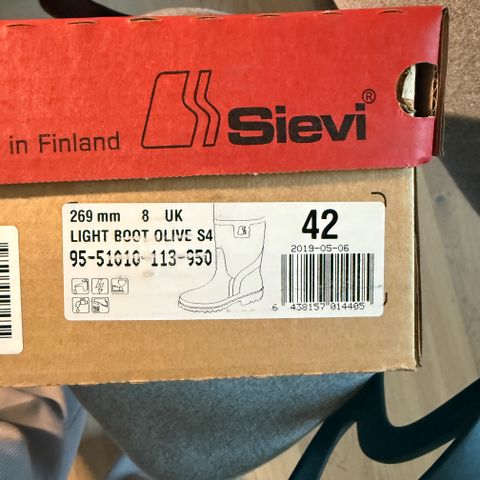 in Finland
Sievi®
269 mm 8 UK
LIGHT BOOT OLIVE S4
95-51010-113-950
42
2019-05-06
6 438157 014405